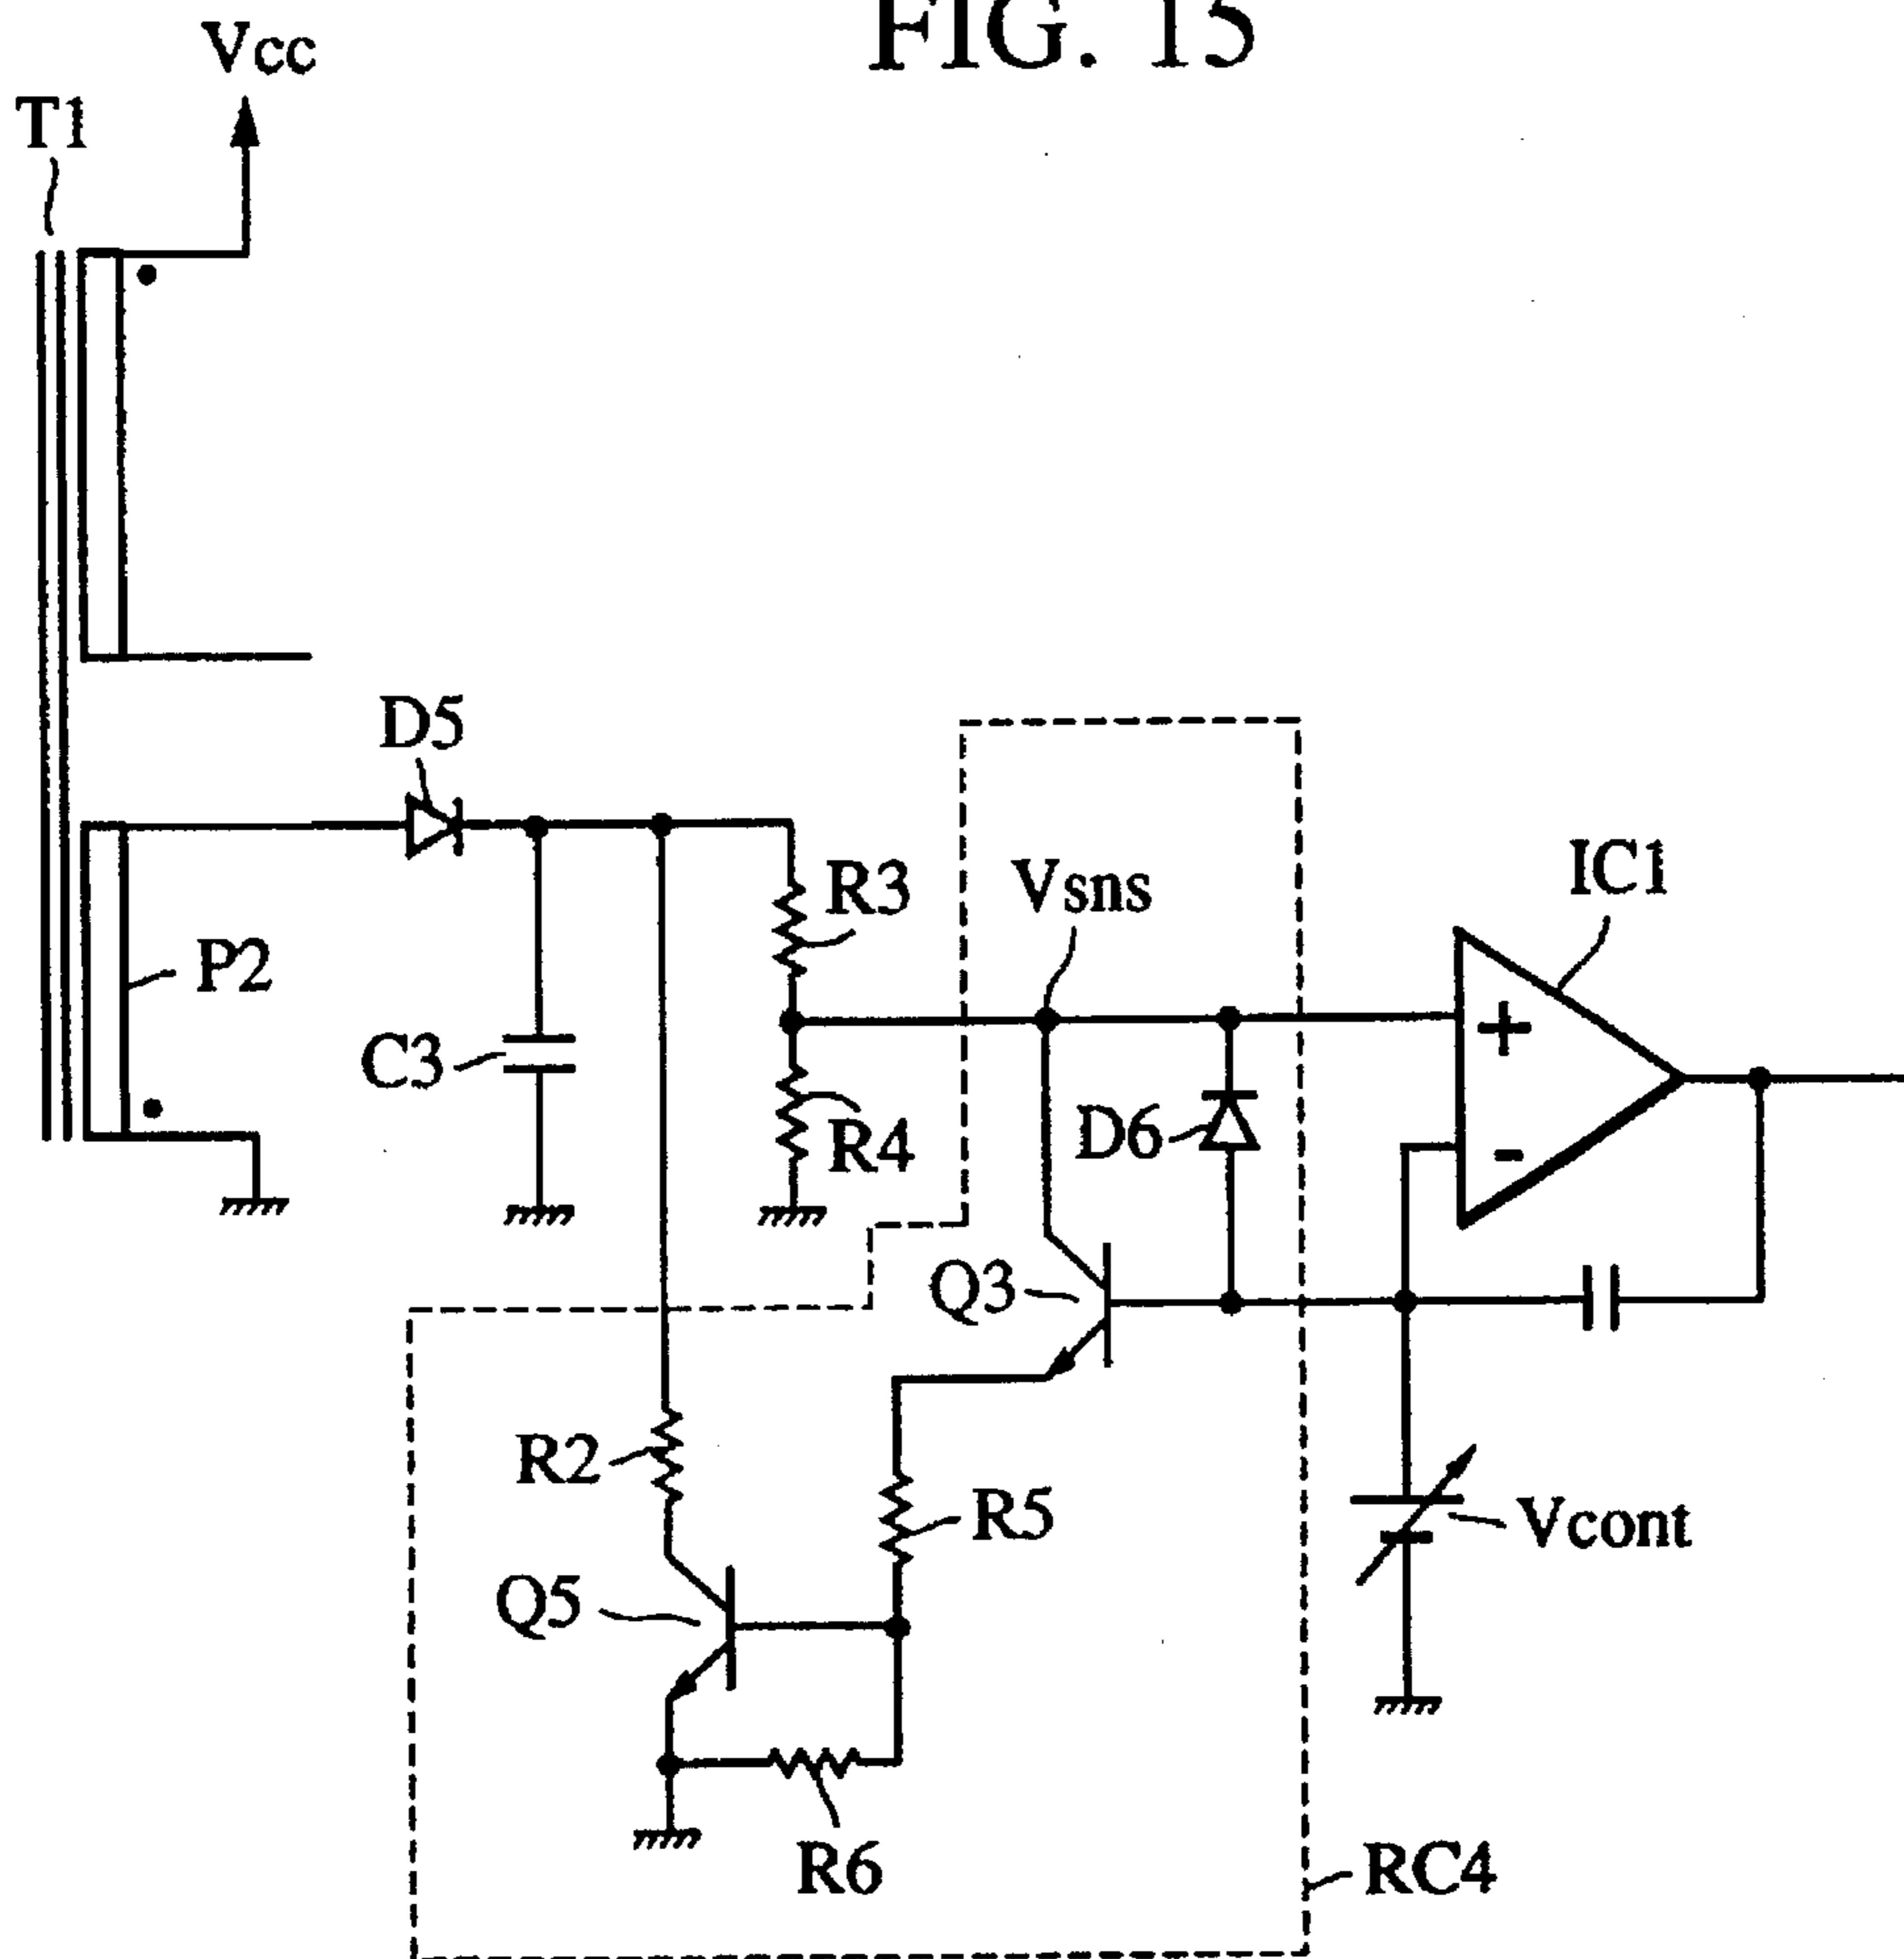 FIG. 15
Vcc
T1
D5
R3
Vsns
IC1
P2
+
C3
R4
D6
-
Q3
R2
R5
Vcont
Q5
R6
RC4